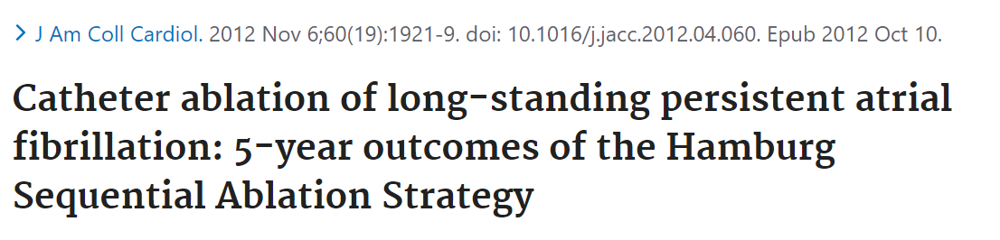 J Am Coll Cardiol. 2012 Nov 6;60(19):1921-9. doi: 10.1016/j.jacc.2012.04.060. Epub 2012 Oct 10.
Catheter ablation of long-standing persistent atrial
fibrillation: 5-year outcomes of the Hamburg
Sequential Ablation Strategy